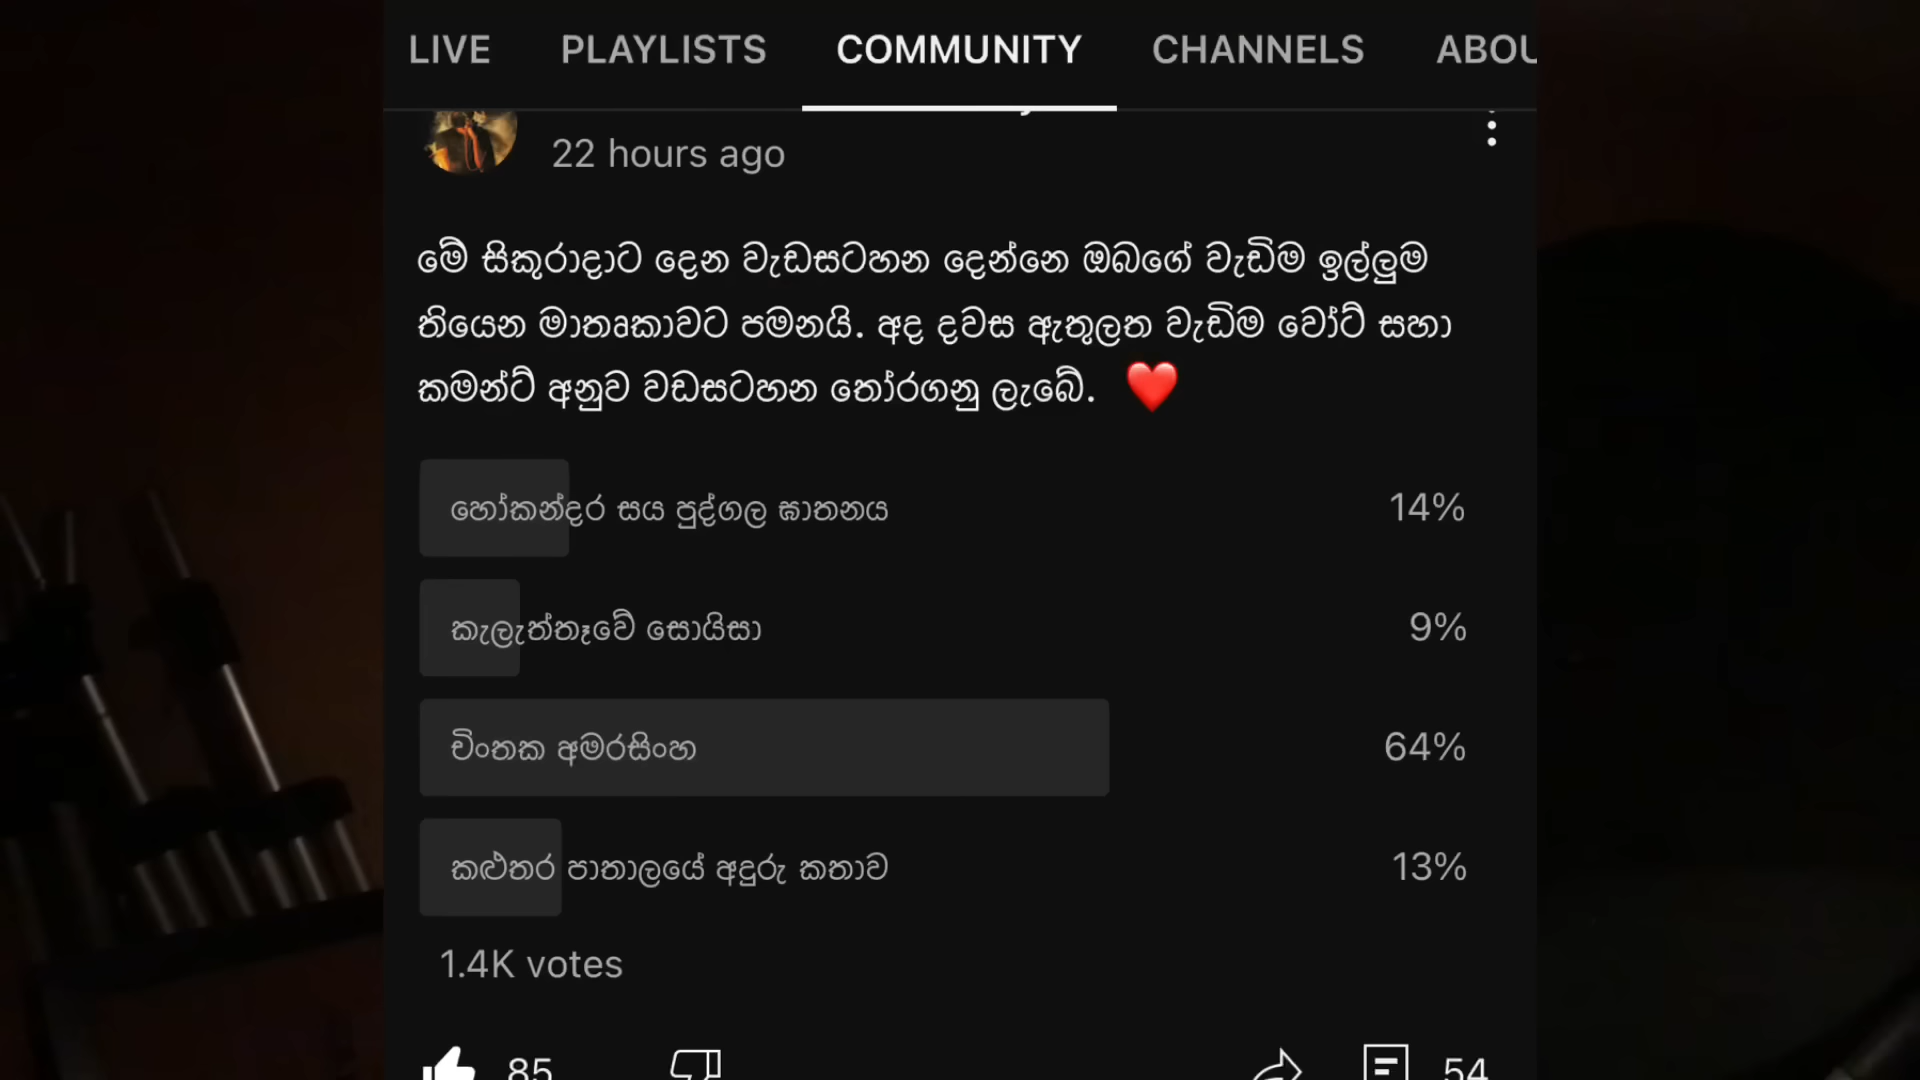 LIVE PLAYLISTS COMMUNITY CHANNELS ABOU
22 hours ago
මේ සිකුරාදාට දෙන වැඩසටහන දෙන්නෙ ඔබගේ වැඩිම ඉල්ලුම
තියෙන මාතෘකාවට පමනයි. අද දවස ඇතුලත වැඩිම වෝට් සහා
කමන්ට් අනුව වඩසටහන තෝරගනු ලැබේ. ❤️
හෝකන්දර සය පුද්ගල ඝාතනය 14%
කැලැත්තෑවේ සොයිසා 9%
චිංතක අමරසිංහ 64%
කළුතර පාතාලයේ අදුරු කතාව 13%
1.4K votes
85 54